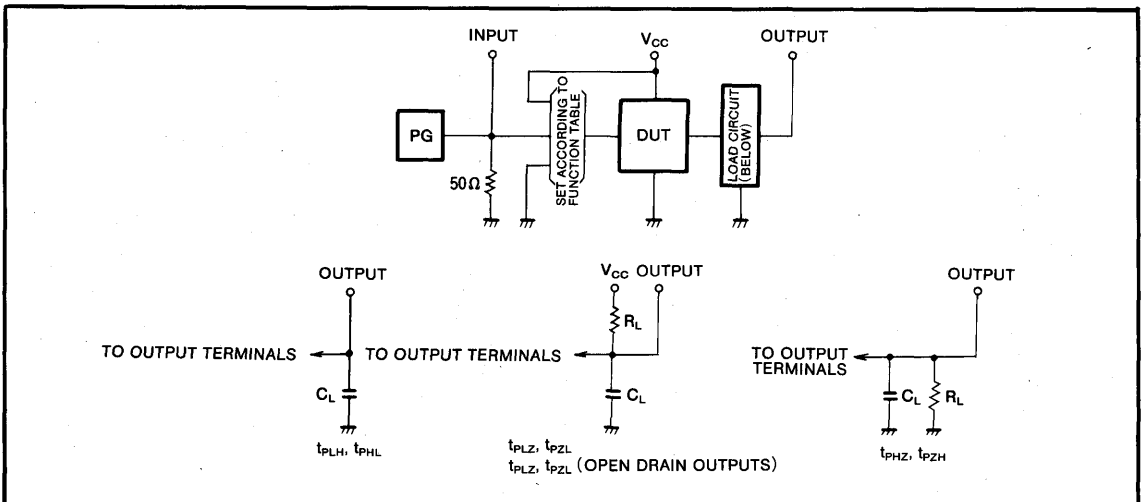 INPUT
VCC
OUTPUT
PG
50Ω
SET ACCORDING TO
FUNCTION TABLE
DUT
LOAD CIRCUIT
(BELOW)
OUTPUT
TO OUTPUT TERMINALS
CL
tPLH, tPHL
VCC OUTPUT
RL
TO OUTPUT TERMINALS
CL
tPLZ, tPZL
tPLZ, tPZL (OPEN DRAIN OUTPUTS)
OUTPUT
TO OUTPUT
TERMINALS
CL
RL
tPHZ, tPZH